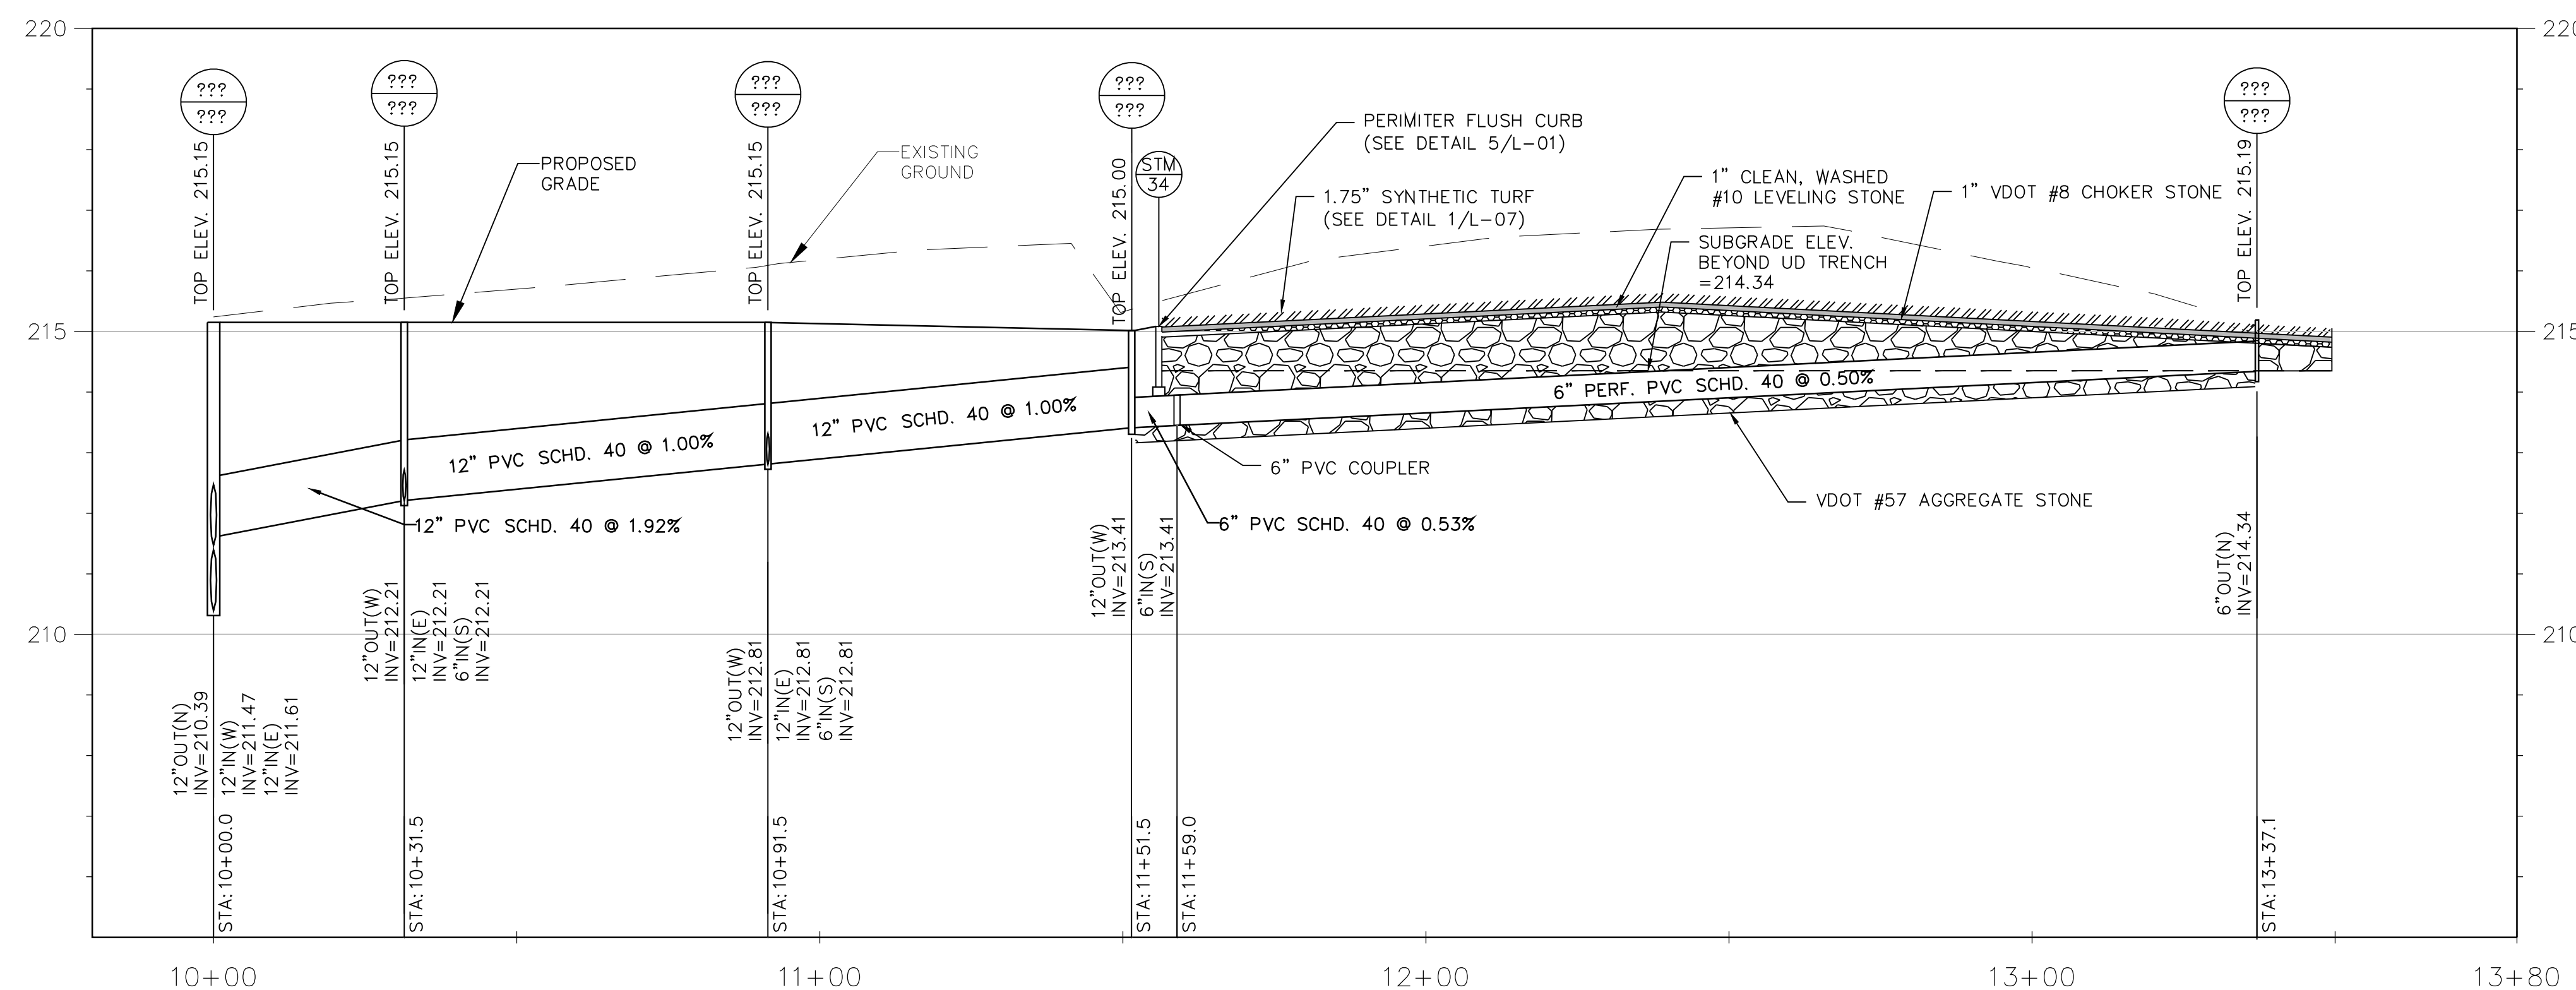 220
220
???
???
???
???
???
???
???
???
???
???
TOP ELEV. 215.15
TOP ELEV. 215.15
TOP ELEV. 215.15
TOP ELEV. 215.00
TOP ELEV. 215.19
PROPOSED
GRADE
EXISTING
GROUND
STM
34
PERIMITER FLUSH CURB
(SEE DETAIL 5/L-01)
1.75" SYNTHETIC TURF
(SEE DETAIL 1/L-07)
1" CLEAN, WASHED
#10 LEVELING STONE
1" VDOT #8 CHOKER STONE
SUBGRADE ELEV.
BEYOND UD TRENCH
=214.34
215
215
12" PVC SCHD. 40 @ 1.92%
12" PVC SCHD. 40 @ 1.00%
12" PVC SCHD. 40 @ 1.00%
6" PERF. PVC SCHD. 40 @ 0.50%
6" PVC COUPLER
6" PVC SCHD. 40 @ 0.53%
VDOT #57 AGGREGATE STONE
210
210
12"OUT(N)
INV=210.39
12"IN(W)
INV=211.47
12"IN(E)
INV=211.61
12"OUT(W)
INV=212.21
12"IN(E)
INV=212.21
6"IN(S)
INV=212.21
12"OUT(W)
INV=212.81
12"IN(E)
INV=212.81
6"IN(S)
INV=212.81
12"OUT(W)
INV=213.41
6"IN(S)
INV=213.41
6"OUT(N)
INV=214.34
STA:10+00.0
STA:10+31.5
STA:10+91.5
STA:11+51.5
STA:11+59.0
STA:13+37.1
10+00
11+00
12+00
13+00
13+80